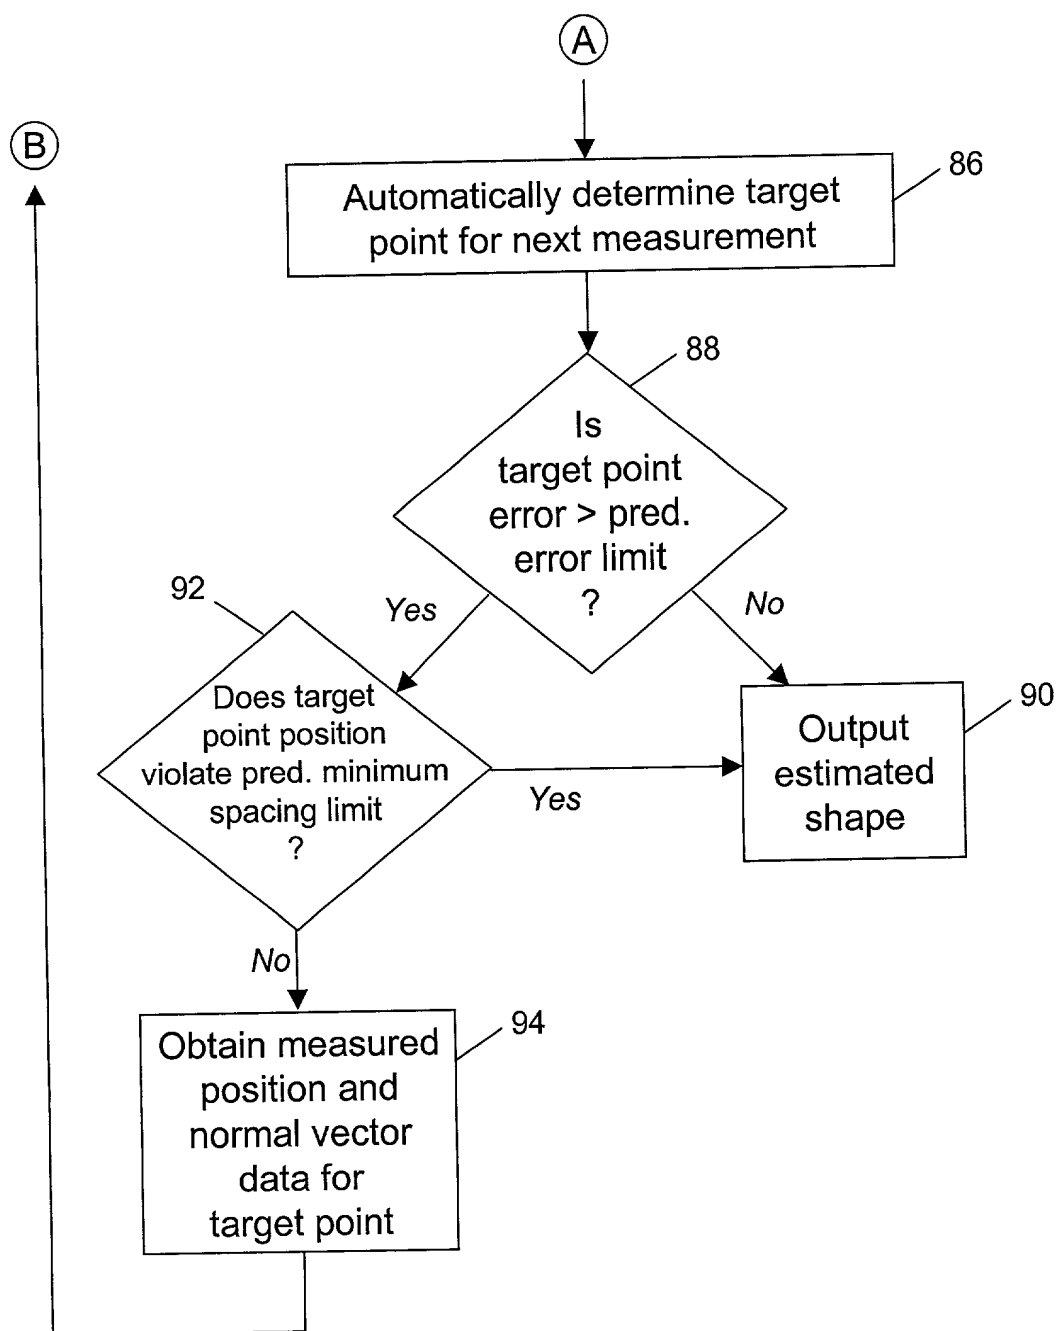 A
B
86
Automatically determine target
point for next measurement
88
Is
target point
error > pred.
error limit
?
92
Yes
No
Does target
point position
violate pred. minimum
spacing limit
?
Yes
90
Output
estimated
shape
No
94
Obtain measured
position and
normal vector
data for
target point